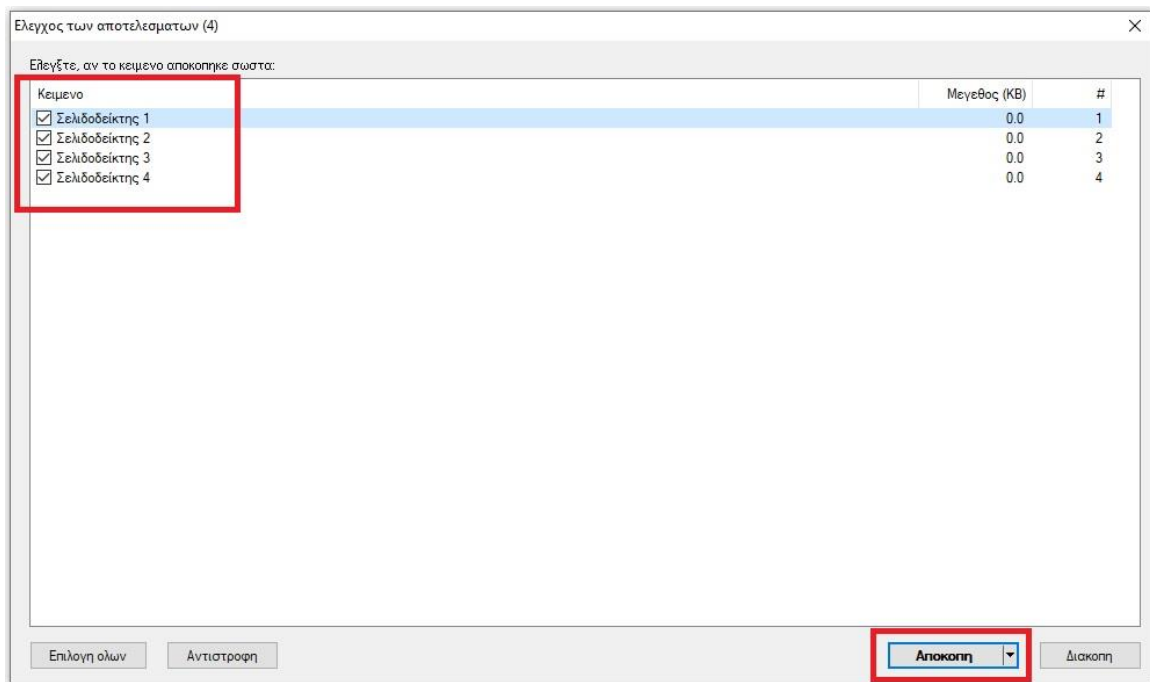 Ελεγχος των αποτελεσματων (4)
Ελεγξτε, αν το κειμενο αποκοπηκε σωστα:
Κειμενο Μεγεθος (KB) #
Σελιδοδείκτης 1 0.0 1
Σελιδοδείκτης 2 0.0 2
Σελιδοδείκτης 3 0.0 3
Σελιδοδείκτης 4 0.0 4
Επιλογη ολων Αντιστροφη Αποκοπη Διακοπη